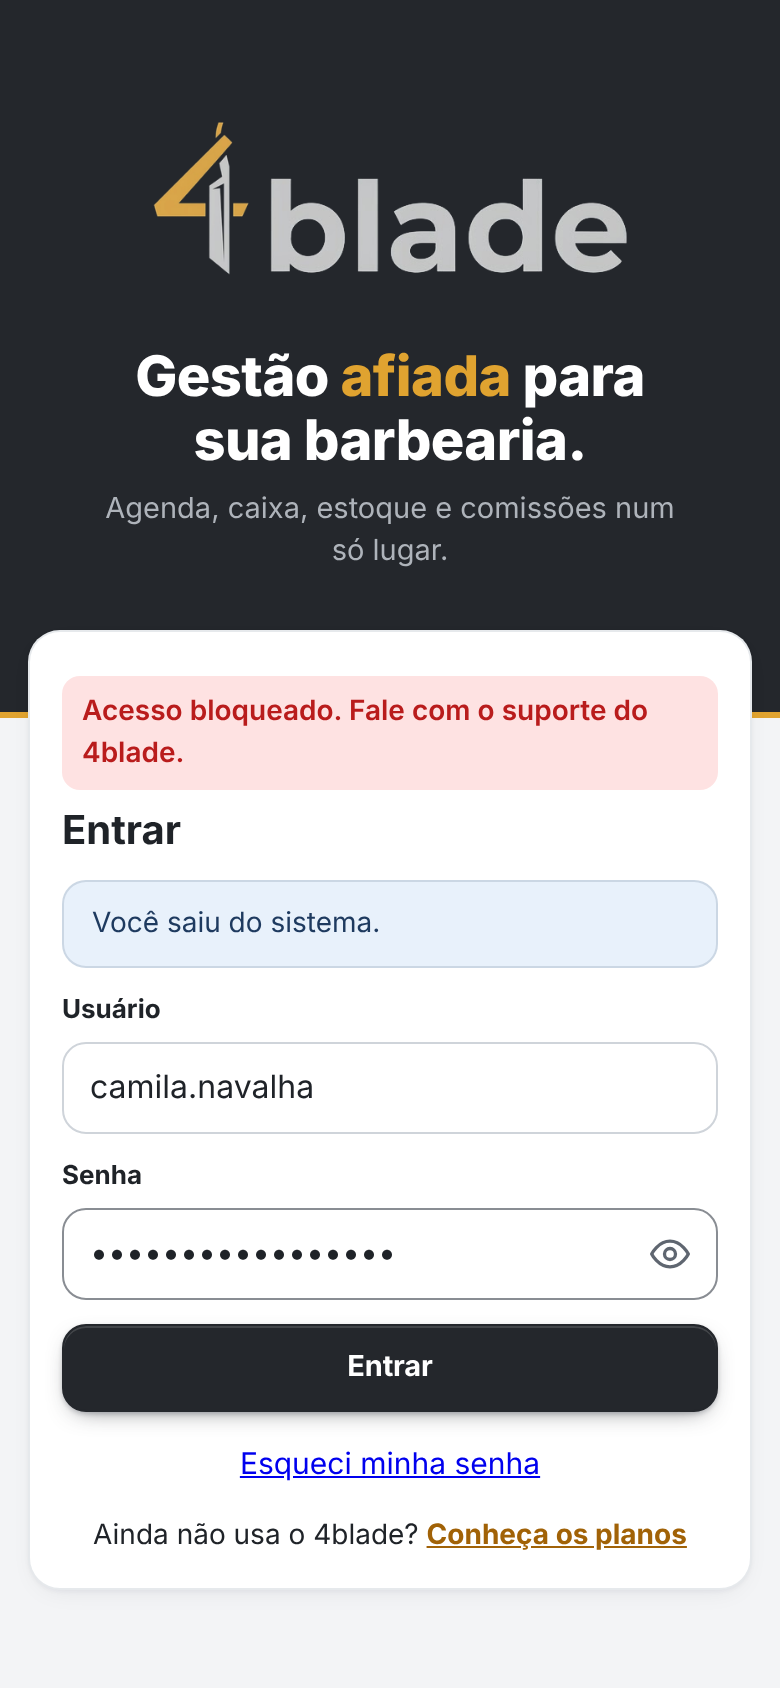 4blade
Gestão afiada para
sua barbearia.
Agenda, caixa, estoque e comissões num
só lugar.
Acesso bloqueado. Fale com o suporte do
4blade.
Entrar
Você saiu do sistema.
Usuário
camila.navalha
Senha
•••••••••••••••••
Entrar
Esqueci minha senha
Ainda não usa o 4blade? Conheça os planos